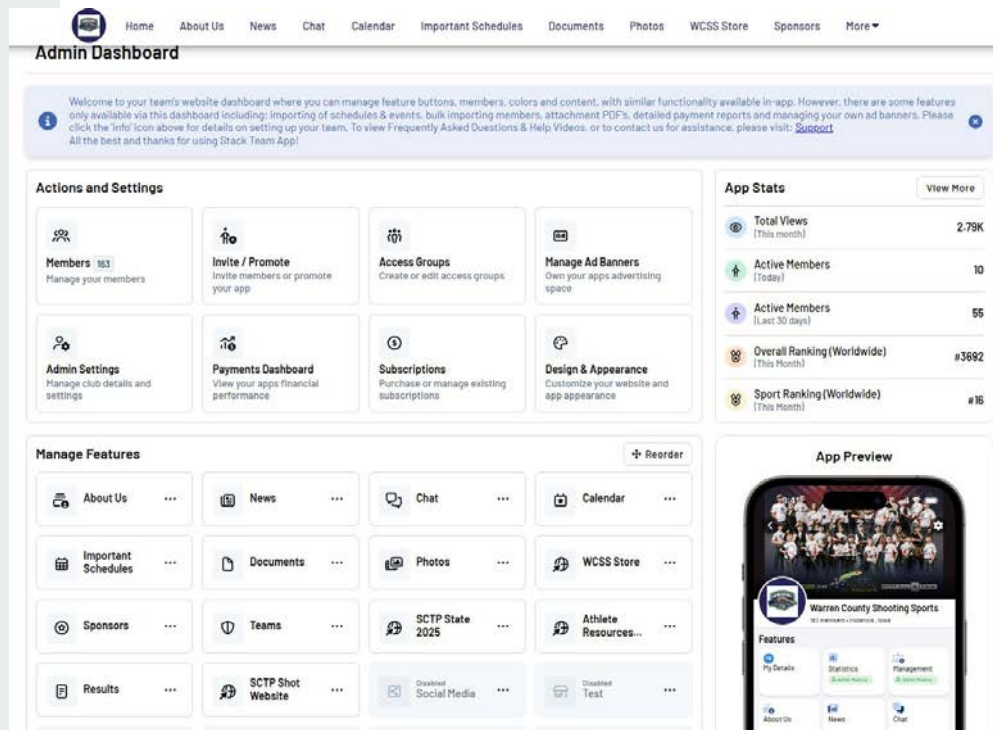 Home About Us News Chat Calendar Important Schedules Documents Photos WCSS Store Sponsors More
Admin Dashboard
Welcome to your team's website dashboard where you can manage feature buttons, members, colors and content, with similar functionality available in-app. However, there are some features
only available via this dashboard including: importing of schedules & events, bulk importing members, attachment PDF's, detailed payment reports and managing your own ad banners. Please
click the 'info' icon above for details on setting up your team. To view Frequently Asked Questions & Help Videos, or to contact us for assistance, please visit: Support
All the best and thanks for using Stack Team App!
Actions and Settings
Members 163
Manage your members
Invite / Promote
Invite members or promote
your app
Access Groups
Create or edit access groups
Manage Ad Banners
Own your apps advertising
space
Admin Settings
Manage club details and
settings
Payments Dashboard
View your apps financial
performance
Subscriptions
Purchase or manage existing
subscriptions
Design & Appearance
Customize your website and
app appearance
App Stats
View More
Total Views
(This month)
2.79K
Active Members
(Today)
10
Active Members
(Last 30 days)
55
Overall Ranking (Worldwide)
(This Month)
#3692
Sport Ranking (Worldwide)
(This Month)
#16
Manage Features
Reorder
About Us ...
News ...
Chat ...
Calendar ...
Important
Schedules ...
Documents ...
Photos ...
WCSS Store ...
Sponsors ...
Teams ...
SCTP State
2025 ...
Athlete
Resources... ...
Results ...
SCTP Shot
Website ...
Disabled
Social Media ...
Disabled
Test ...
App Preview
9:41
Warren County Shooting Sports
Features
My Details
Statistics
Management
About Us
News
Chat